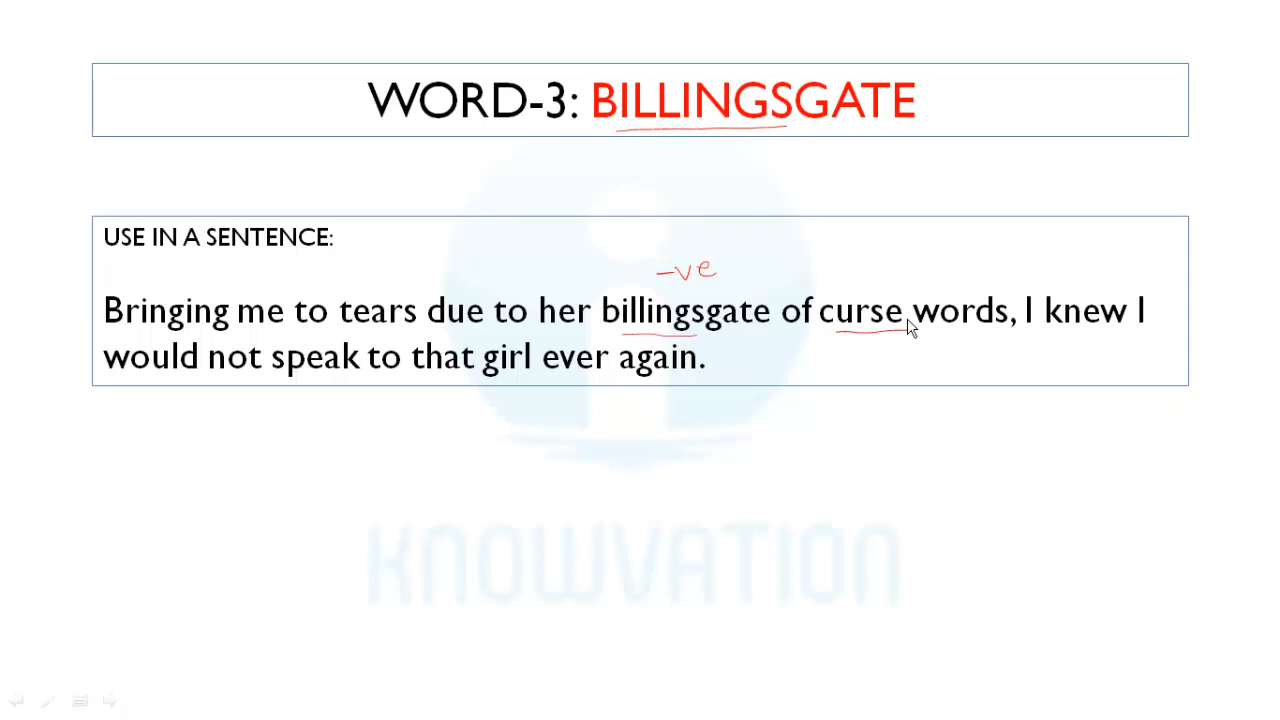 WORD-3: BILLINGSGATE
USE IN A SENTENCE:
-ve
Bringing me to tears due to her billingsgate of curse words, I knew I
would not speak to that girl ever again.
KNOWVATION